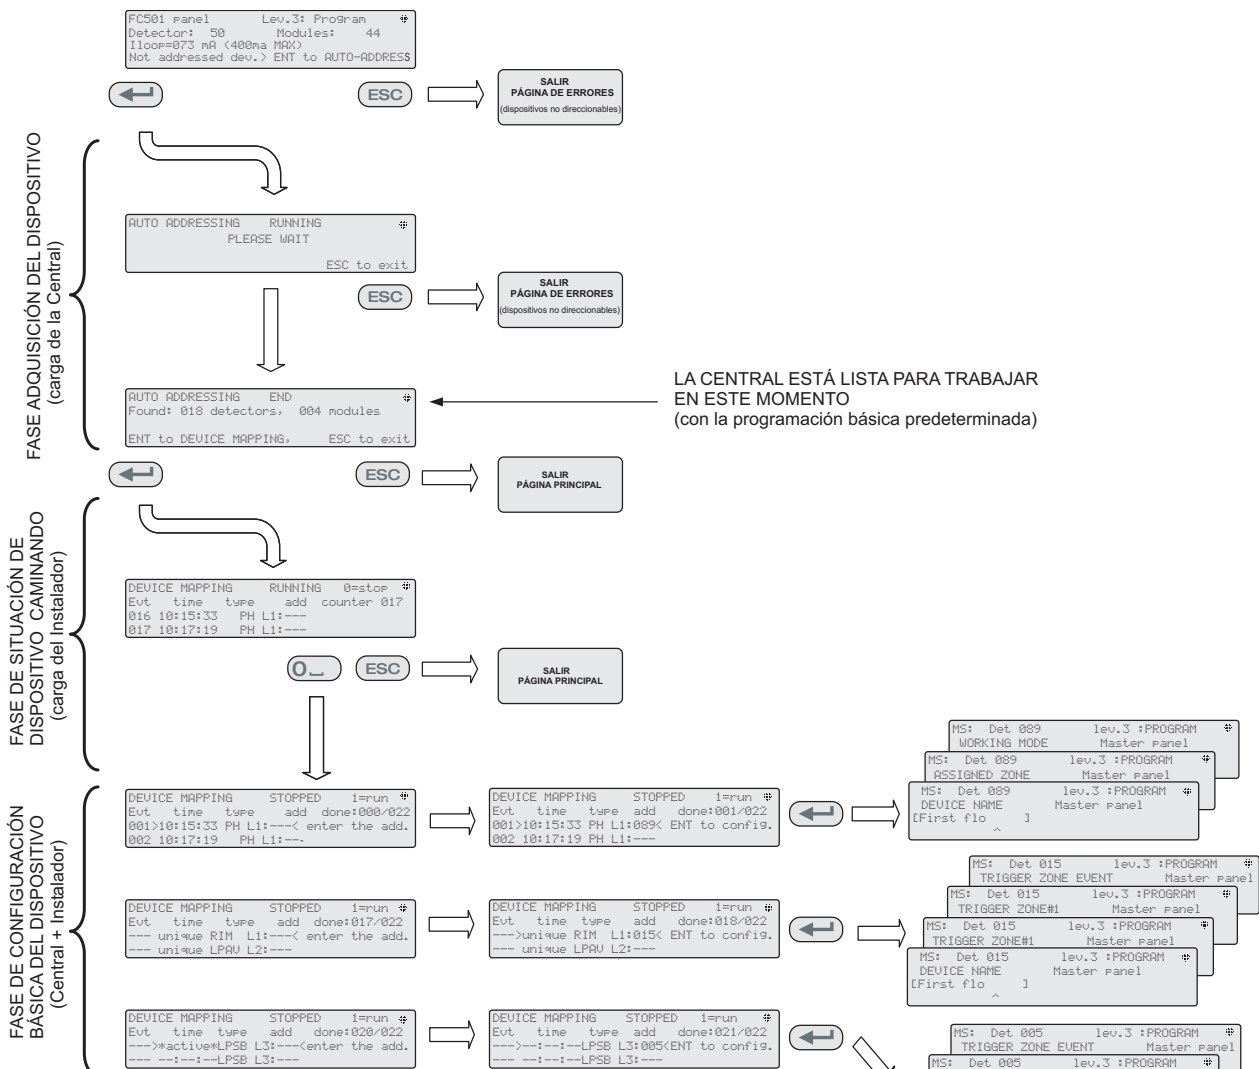 FC501 panel Lev.3: Program
Detector: 50 Modules: 44
Iloop=073 mA (400ma MAX)
Not addressed dev.> ENT to AUTO-ADDRESS
ESC
SALIR
PÁGINA DE ERRORES
(dispositivos no direccionables)
FASE ADQUISICIÓN DEL DISPOSITIVO
(carga de la Central)
AUTO ADDRESSING RUNNING
PLEASE WAIT
ESC to exit
ESC
SALIR
PÁGINA DE ERRORES
(dispositivos no direccionables)
AUTO ADDRESSING END
Found: 018 detectors, 004 modules
ENT to DEVICE MAPPING, ESC to exit
LA CENTRAL ESTÁ LISTA PARA TRABAJAR
EN ESTE MOMENTO
(con la programación básica predeterminada)
ESC
SALIR
PÁGINA PRINCIPAL
FASE DE SITUACIÓN DE
DISPOSITIVO CAMINANDO
(carga del Instalador)
DEVICE MAPPING RUNNING 0=stop
Evt time type add counter 017
016 10:15:33 PH L1:---
017 10:17:19 PH L1:---
0
ESC
SALIR
PÁGINA PRINCIPAL
FASE DE CONFIGURACIÓN
BÁSICA DEL DISPOSITIVO
(Central + Instalador)
DEVICE MAPPING STOPPED 1=run
Evt time type add done:000/022
001>10:15:33 PH L1:---< enter the add.
002 10:17:19 PH L1:---
DEVICE MAPPING STOPPED 1=run
Evt time type add done:001/022
001>10:15:33 PH L1:089< ENT to config.
002 10:17:19 PH L1:---
MS: Det 089 lev.3 :PROGRAM
WORKING MODE Master panel
MS: Det 089 lev.3 :PROGRAM
ASSIGNED ZONE Master panel
MS: Det 089 lev.3 :PROGRAM
DEVICE NAME Master panel
[First flo ]
^
DEVICE MAPPING STOPPED 1=run
Evt time type add done:017/022
--- unique RIM L1:---< enter the add.
--- unique LPAV L2:---
DEVICE MAPPING STOPPED 1=run
Evt time type add done:018/022
--->unique RIM L1:015< ENT to config.
--- unique LPAV L2:---
MS: Det 015 lev.3 :PROGRAM
TRIGGER ZONE EVENT Master panel
MS: Det 015 lev.3 :PROGRAM
TRIGGER ZONE#1 Master panel
MS: Det 015 lev.3 :PROGRAM
TRIGGER ZONE#1 Master panel
MS: Det 015 lev.3 :PROGRAM
DEVICE NAME Master panel
[First flo ]
^
DEVICE MAPPING STOPPED 1=run
Evt time type add done:020/022
--->*active*LPSB L3:---<enter the add.
--- --:--:--LPSB L3:---
DEVICE MAPPING STOPPED 1=run
Evt time type add done:021/022
--->--:--:--LPSB L3:005<ENT to config.
--- --:--:--LPSB L3:---
MS: Det 005 lev.3 :PROGRAM
TRIGGER ZONE EVENT Master panel
MS: Det 005 lev.3 :PROGRAM